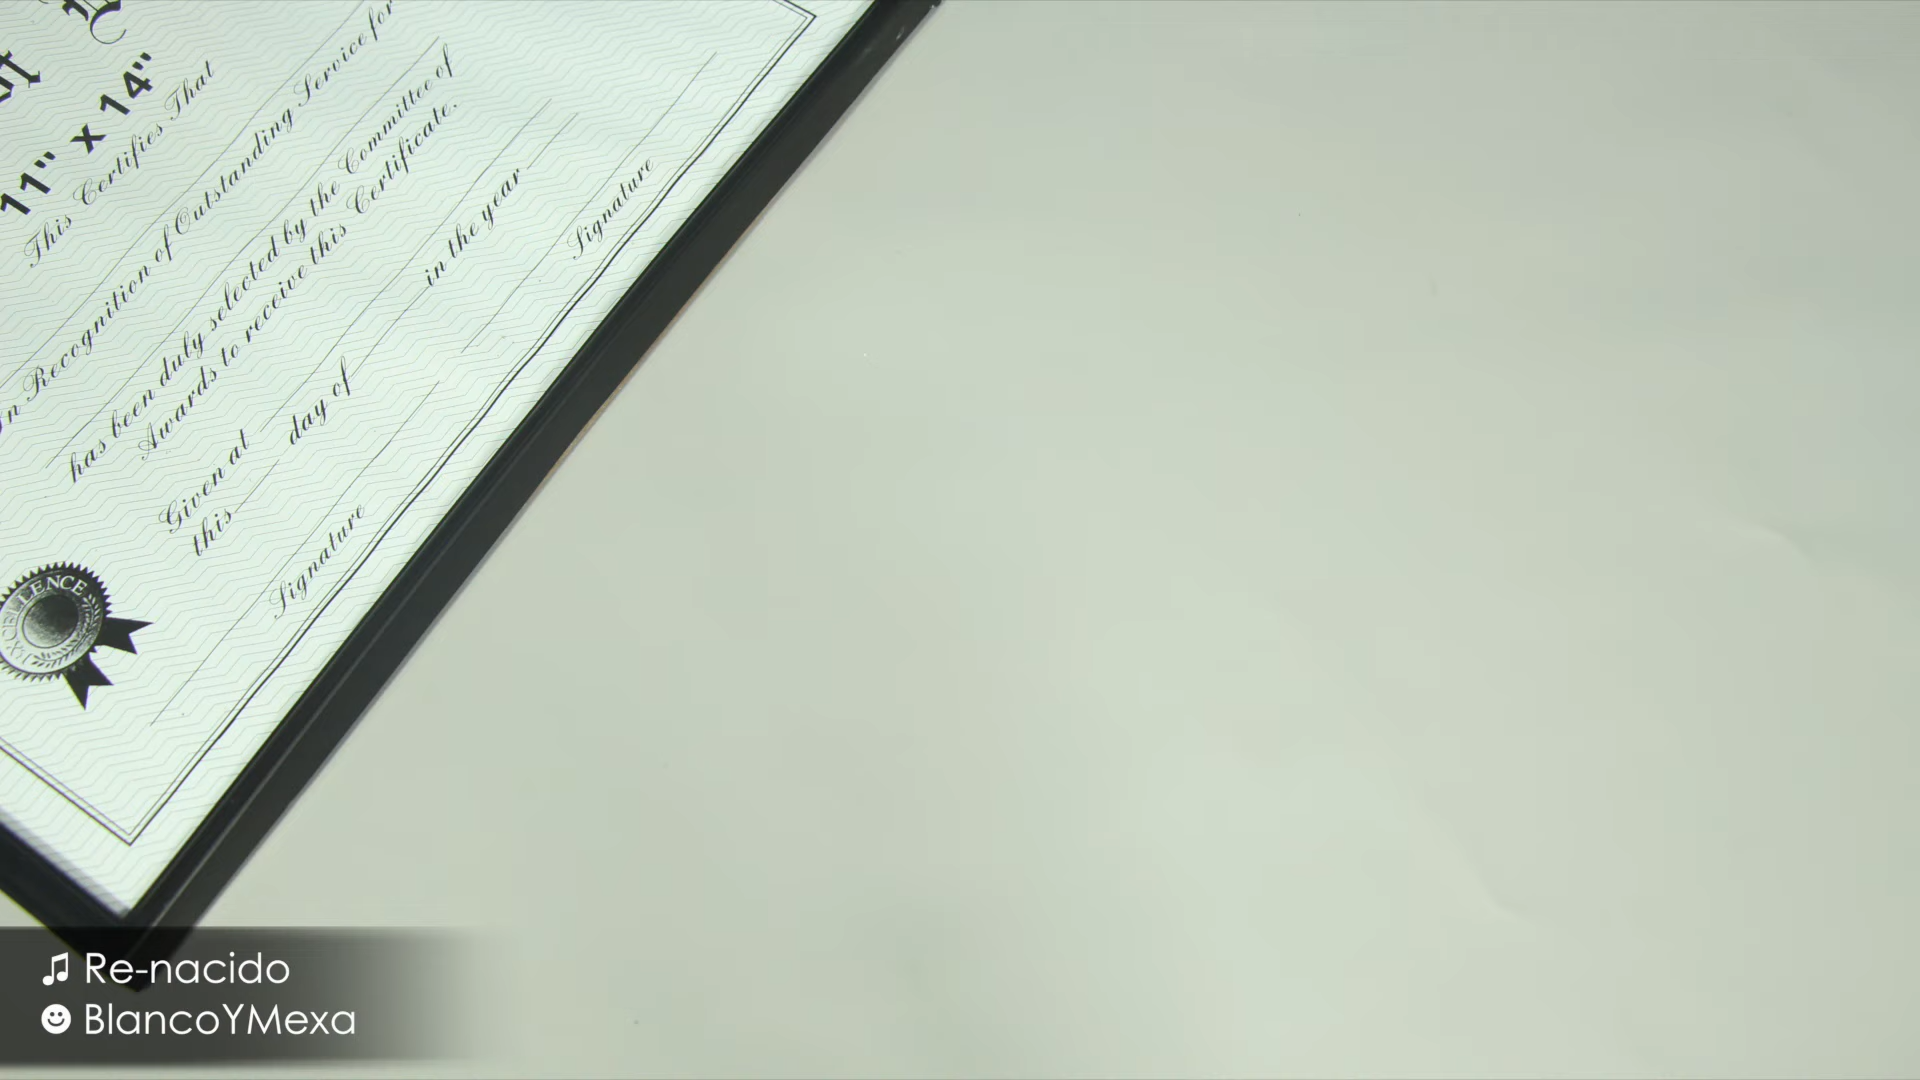 11" x 14"
This Certifies That
In Recognition of Outstanding Service for
has been duly selected by the Committee of
Awards to receive this Certificate.
Given at
this day of in the year
Signature Signature
EXCELLENCE
Re-nacido
BlancoYMexa